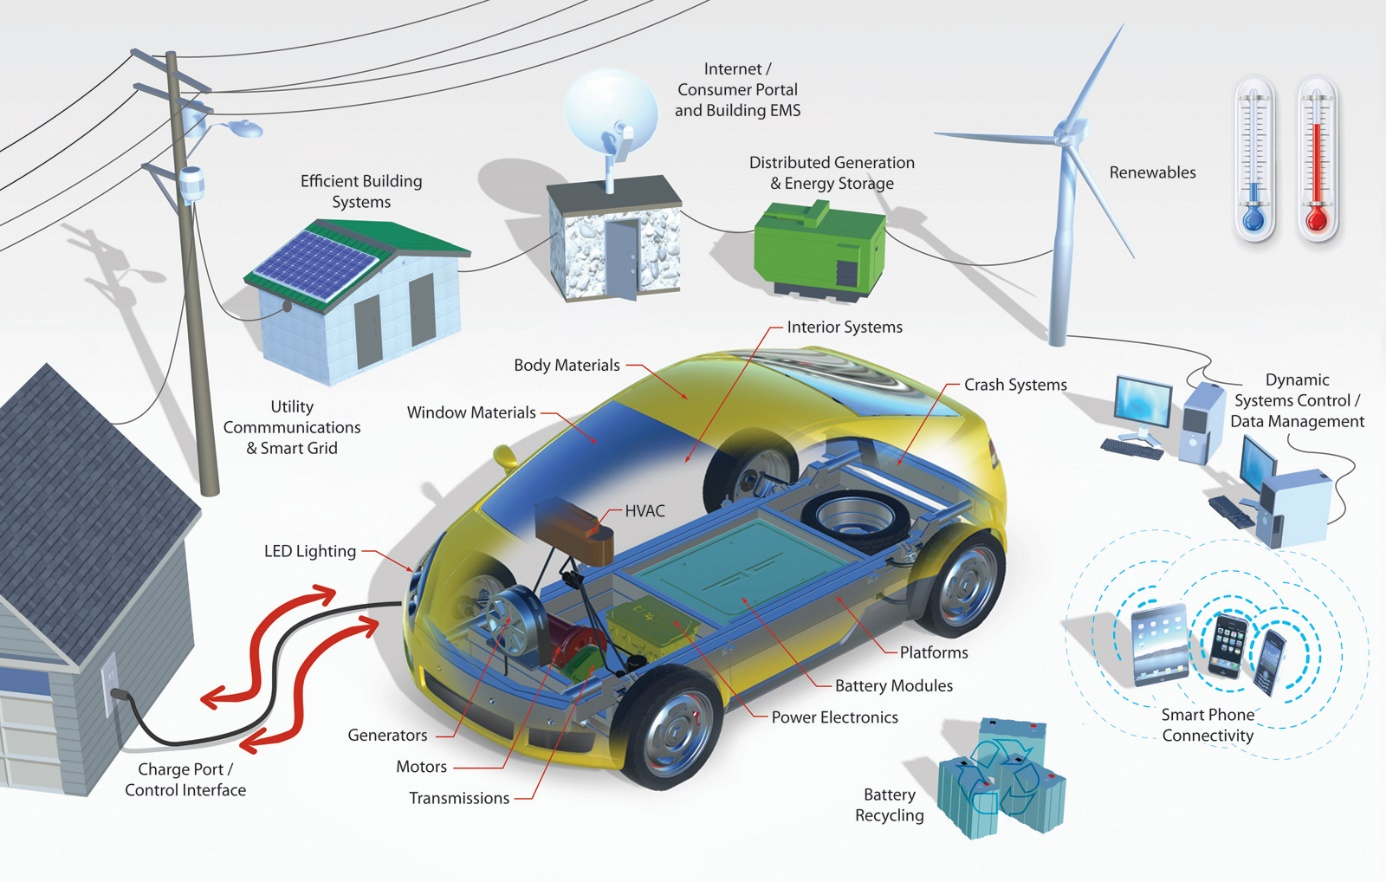 Internet /
Consumer Portal
and Building EMS
Distributed Generation
& Energy Storage
Renewables
Efficient Building
Systems
Interior Systems
Body Materials
Crash Systems
Dynamic
Systems Control /
Data Management
Window Materials
Utility
Commmunications
& Smart Grid
HVAC
LED Lighting
Platforms
Battery Modules
Power Electronics
Smart Phone
Connectivity
Generators
Motors
Transmissions
Charge Port /
Control Interface
Battery
Recycling